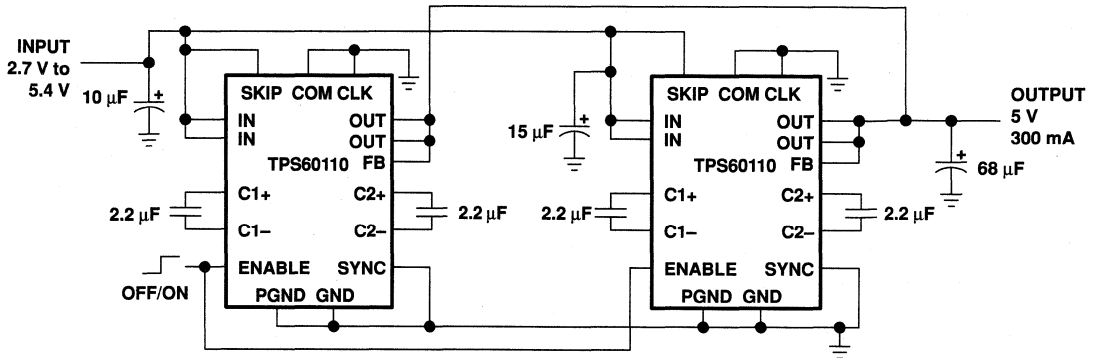 INPUT
2.7 V to
5.4 V
10 µF
+
SKIP COM CLK
IN
IN
OUT
OUT
TPS60110 FB
C1+
C1–
C2+
C2–
2.2 µF
2.2 µF
ENABLE SYNC
PGND GND
OFF/ON
15 µF
+
SKIP COM CLK
IN
IN
OUT
OUT
TPS60110 FB
C1+
C1–
C2+
C2–
2.2 µF
2.2 µF
ENABLE SYNC
PGND GND
OUTPUT
5 V
300 mA
+
68 µF